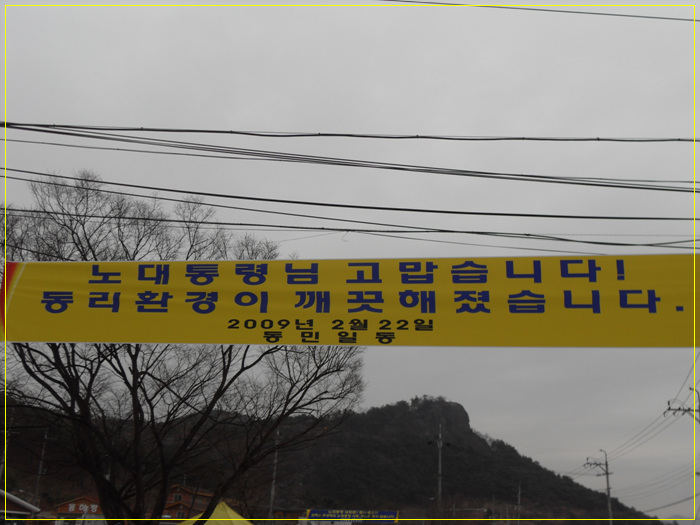 노대통령님 고맙습니다!
동리환경이 깨끗해졌습니다.
2009년 2월 22일
동민일동